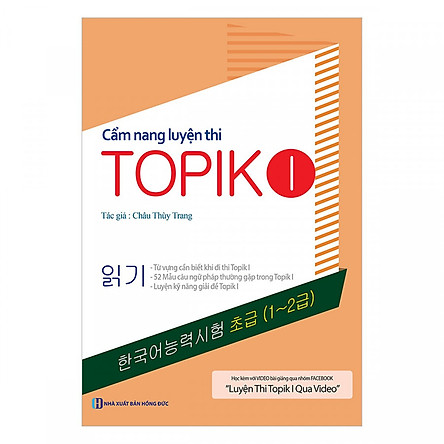 Cẩm nang luyện thi
TOPIK I
Tác giả : Châu Thùy Trang
읽기
- Từ vựng cần biết khi đi thi Topik I
- 52 Mẫu câu ngữ pháp thường gặp trong Topik I
- Luyện kỹ năng giải đề Topik I
한국어능력시험 초급 (1~2급)
Học kèm với VIDEO bài giảng qua nhóm FACEBOOK
"Luyện Thi Topik I Qua Video"
NHÀ XUẤT BẢN HỒNG ĐỨC